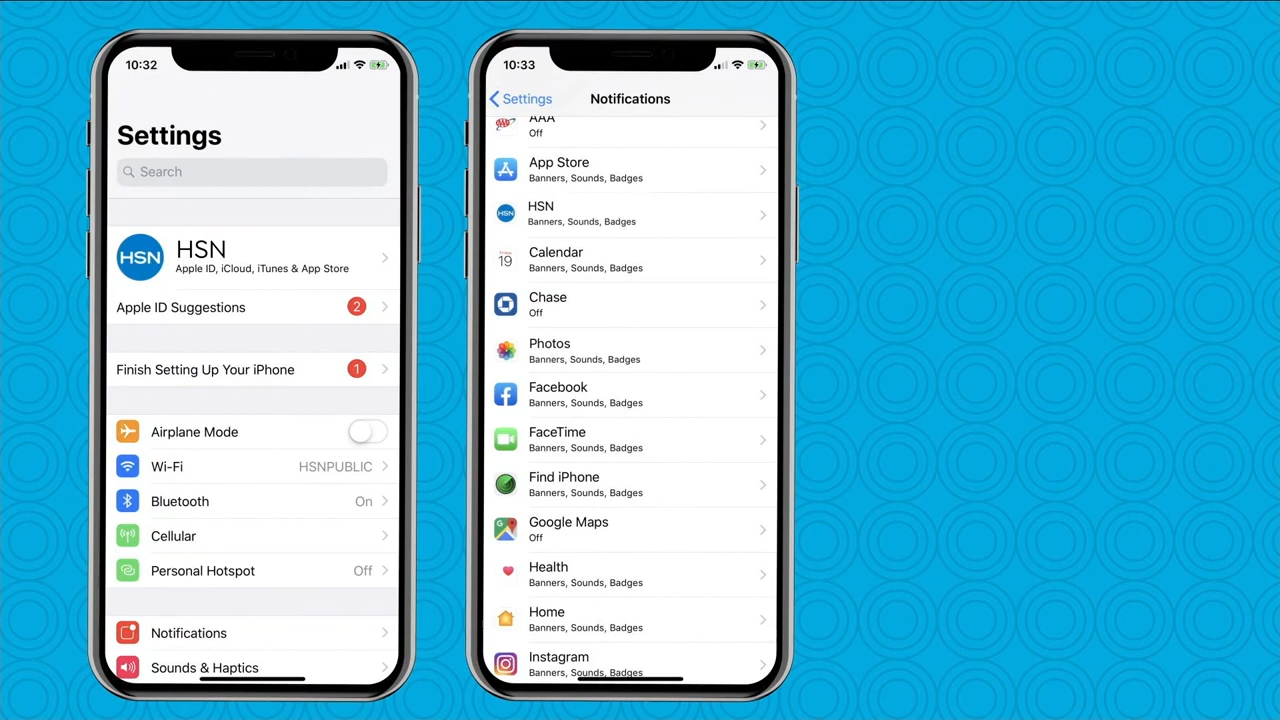 10:32
Settings
Search
HSN
HSN
Apple ID, iCloud, iTunes & App Store
Apple ID Suggestions
2
Finish Setting Up Your iPhone
1
Airplane Mode
Wi-Fi
HSNPUBLIC
Bluetooth
On
Cellular
Personal Hotspot
Off
Notifications
Sounds & Haptics
10:33
Settings
Notifications
AAA
Off
App Store
Banners, Sounds, Badges
HSN
HSN
Banners, Sounds, Badges
19
Calendar
Banners, Sounds, Badges
Chase
Off
Photos
Banners, Sounds, Badges
Facebook
Banners, Sounds, Badges
FaceTime
Banners, Sounds, Badges
Find iPhone
Banners, Sounds, Badges
Google Maps
Off
Health
Banners, Sounds, Badges
Home
Banners, Sounds, Badges
Instagram
Banners, Sounds, Badges